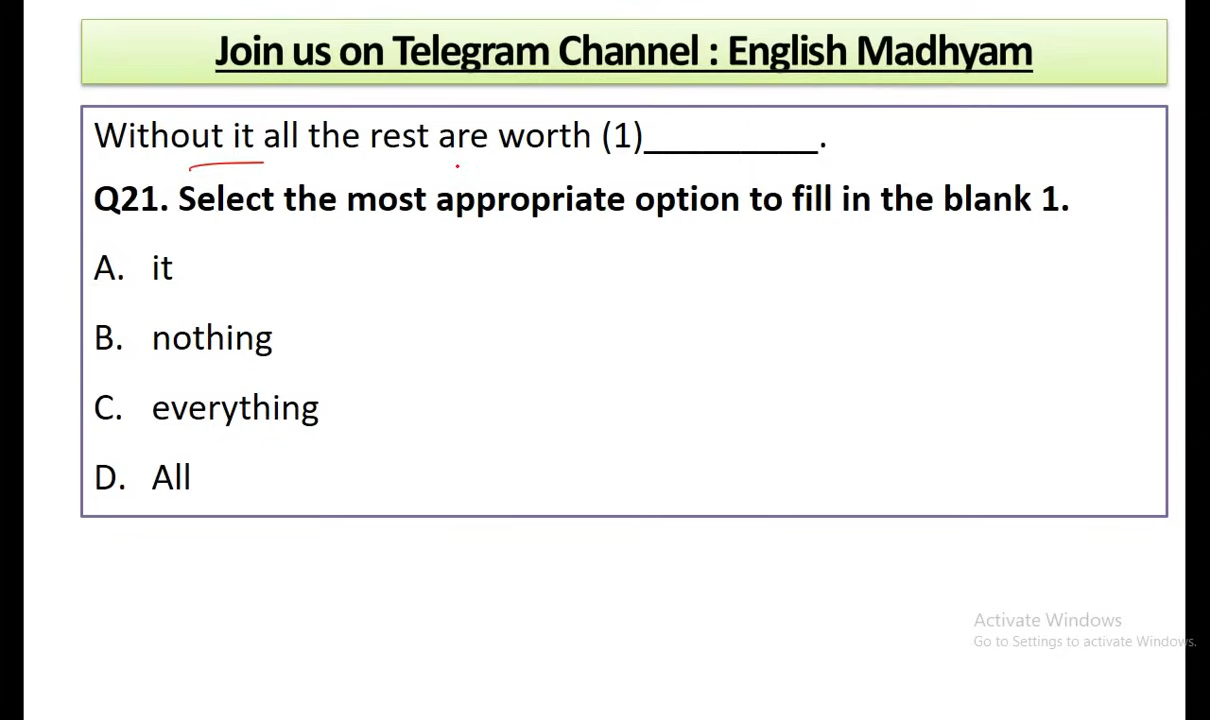 Join us on Telegram Channel : English Madhyam
Without it all the rest are worth (1)__________.
Q21. Select the most appropriate option to fill in the blank 1.
A. it
B. nothing
C. everything
D. All
Activate Windows
Go to Settings to activate Windows.